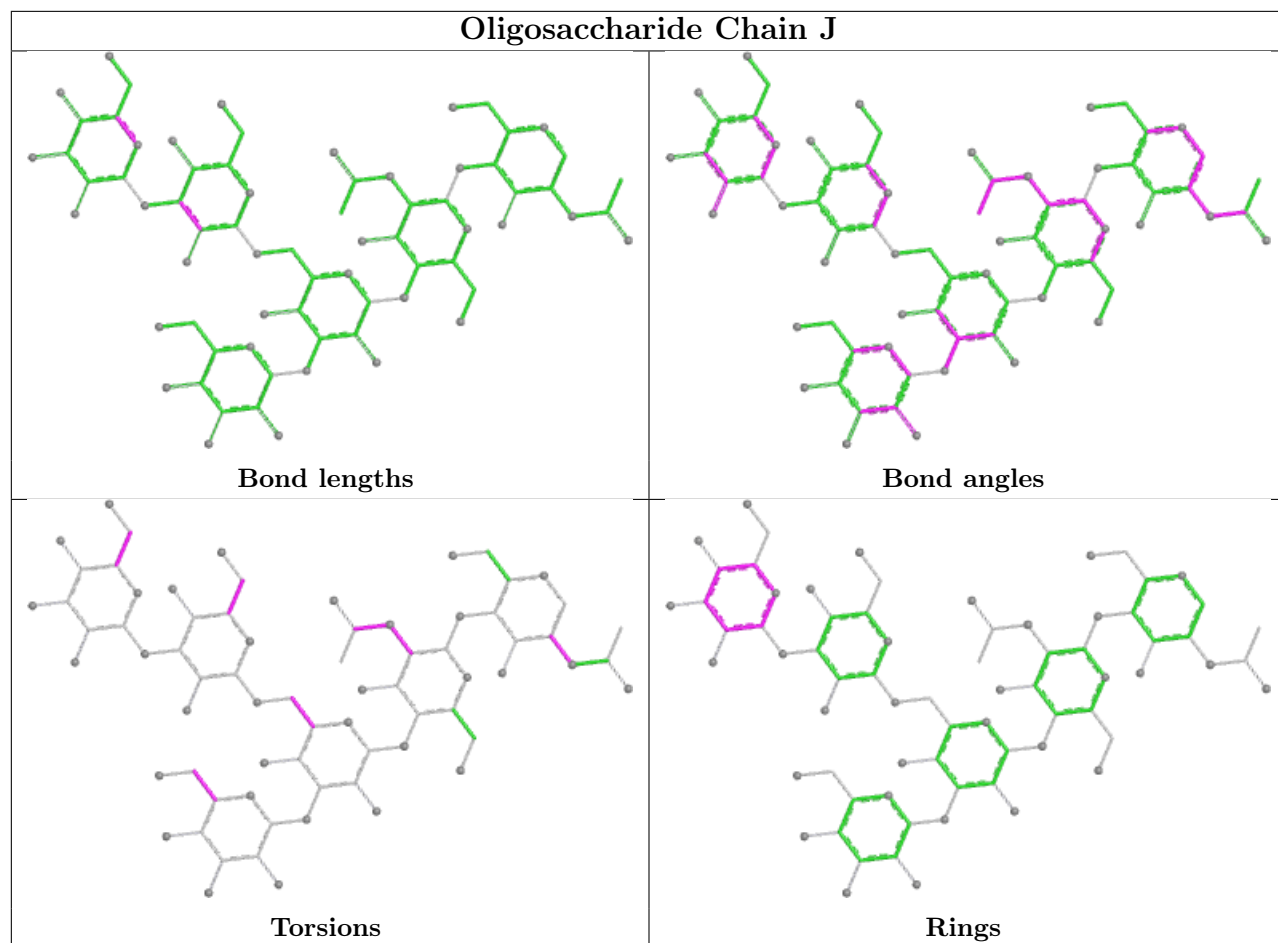 Oligosaccharide Chain J
Bond lengths
Bond angles
Torsions
Rings